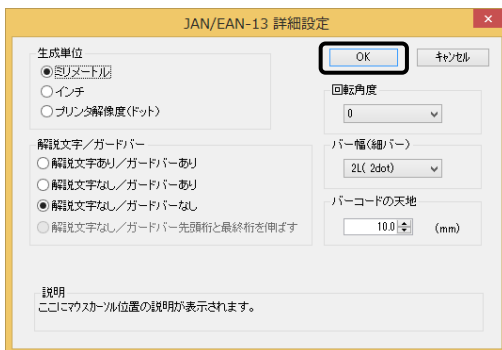 JAN/EAN-13 詳細設定
×
生成単位
ミリメートル
インチ
プリンタ解像度(ドット)
解説文字/ガードバー
解説文字あり/ガードバーあり
解説文字なし/ガードバーあり
解説文字なし/ガードバーなし
解説文字なし/ガードバー先頭桁と最終桁を伸ばす
OK
キャンセル
回転角度
0
バー幅(細バー)
2L( 2dot)
バーコードの天地
10.0 (mm)
説明
ここにマウスカーソル位置の説明が表示されます。